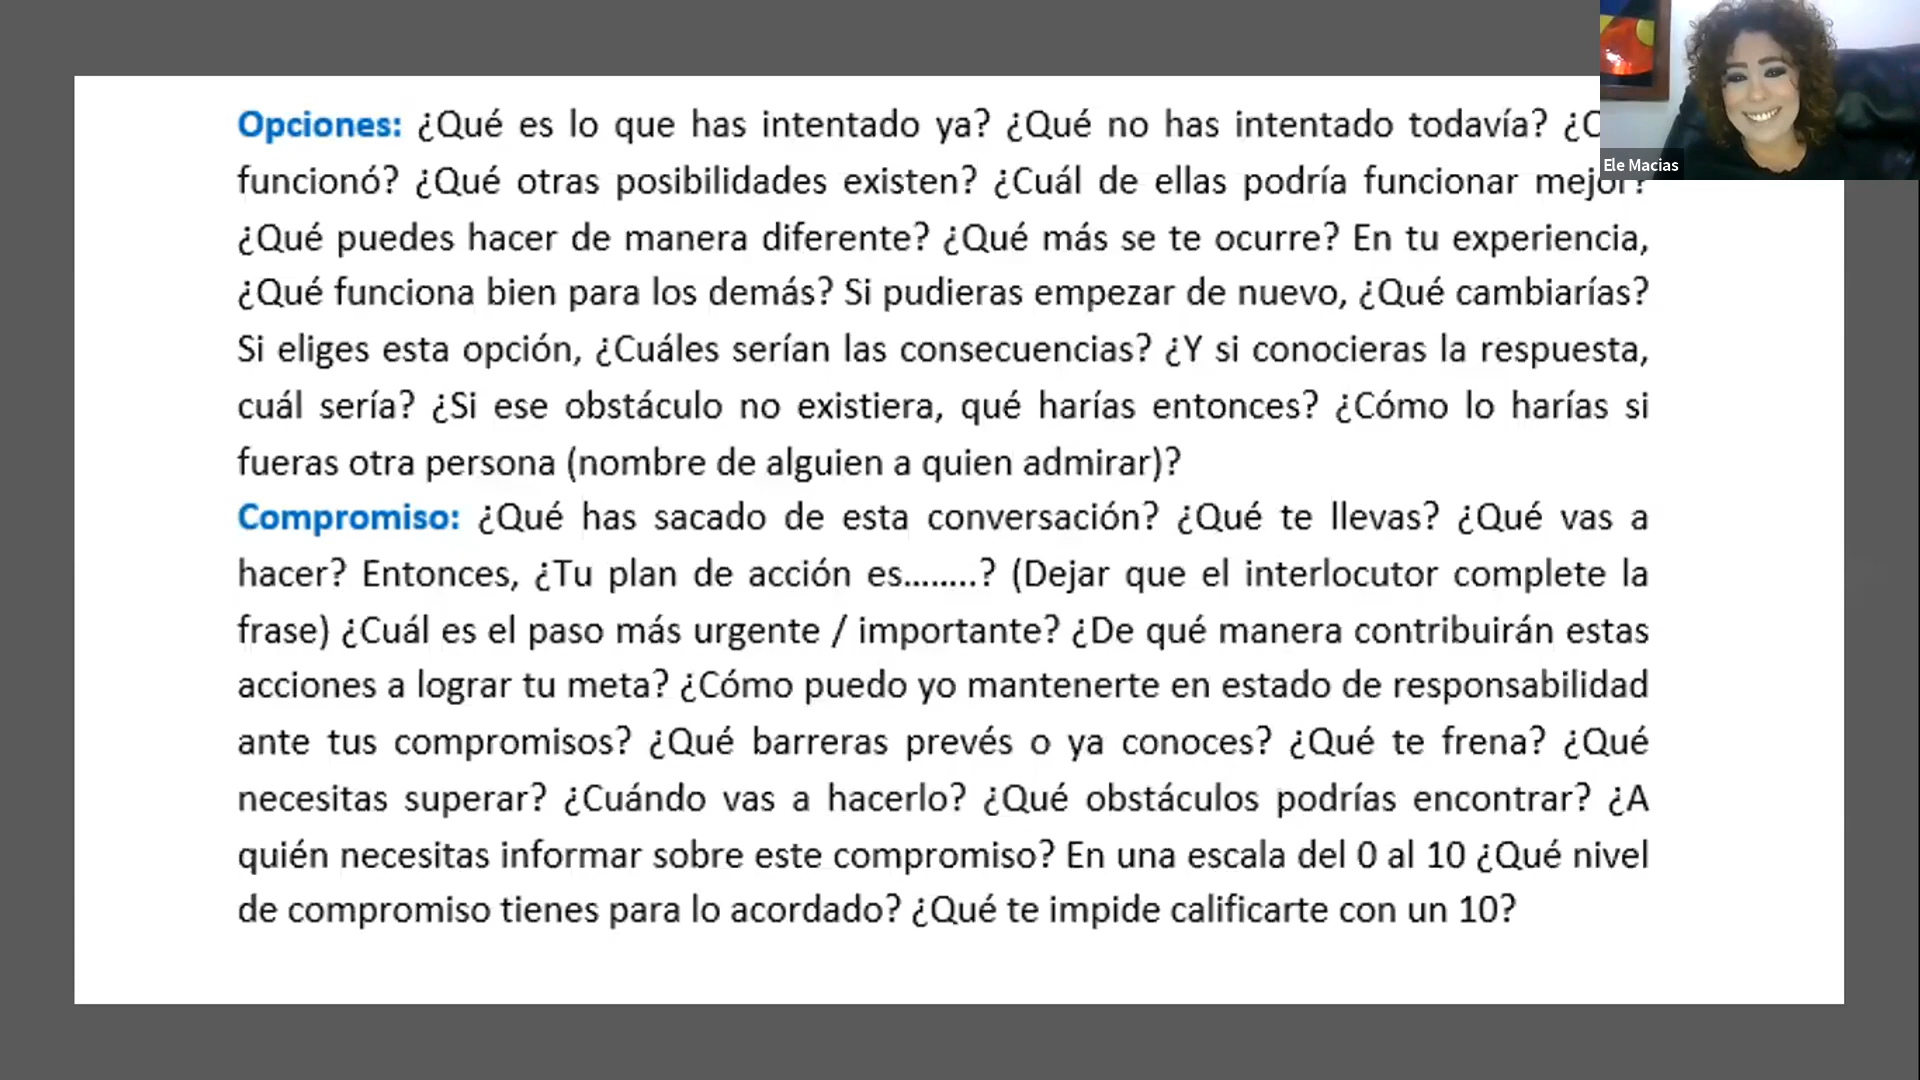 Opciones: ¿Qué es lo que has intentado ya? ¿Qué no has intentado todavía?
funcionó? ¿Qué otras posibilidades existen? ¿Cuál de ellas podría funcionar mejor?
¿Qué puedes hacer de manera diferente? ¿Qué más se te ocurre? En tu experiencia,
¿Qué funciona bien para los demás? Si pudieras empezar de nuevo, ¿Qué cambiarías?
Si eliges esta opción, ¿Cuáles serían las consecuencias? ¿Y si conocieras la respuesta,
cuál sería? ¿Si ese obstáculo no existiera, qué harías entonces? ¿Cómo lo harías si
fueras otra persona (nombre de alguien a quien admirar)?
Compromiso: ¿Qué has sacado de esta conversación? ¿Qué te llevas? ¿Qué vas a
hacer? Entonces, ¿Tu plan de acción es........? (Dejar que el interlocutor complete la
frase) ¿Cuál es el paso más urgente / importante? ¿De qué manera contribuirán estas
acciones a lograr tu meta? ¿Cómo puedo yo mantenerte en estado de responsabilidad
ante tus compromisos? ¿Qué barreras prevés o ya conoces? ¿Qué te frena? ¿Qué
necesitas superar? ¿Cuándo vas a hacerlo? ¿Qué obstáculos podrías encontrar? ¿A
quién necesitas informar sobre este compromiso? En una escala del 0 al 10 ¿Qué nivel
de compromiso tienes para lo acordado? ¿Qué te impide calificarte con un 10?
Ele Macias